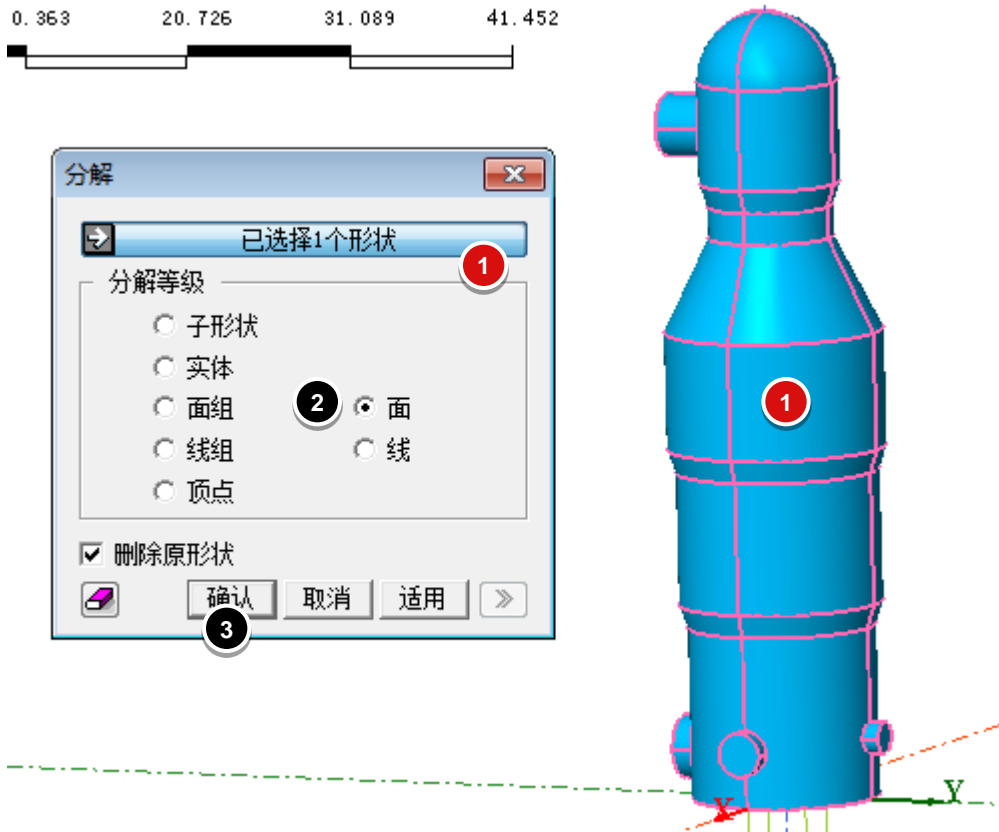 0.363 20.726 31.089 41.452
分解
已选择1个形状
1
分解等级
子形状
实体
面组
2
面
1
线组
线
顶点
删除原形状
确认 取消 适用
3
Y
X